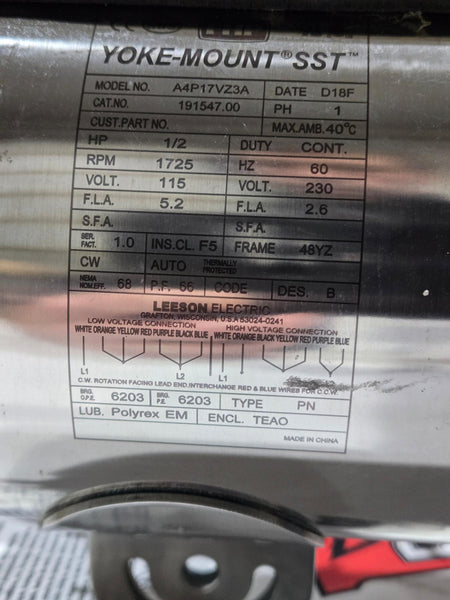 YOKE-MOUNT® SST™
MODEL NO. A4P17VZ3A DATE D18F
CAT.NO. 191547.00 PH 1
CUST.PART NO. MAX.AMB.40°C
HP 1/2 DUTY CONT.
RPM 1725 HZ 60
VOLT. 115 VOLT. 230
F.L.A. 5.2 F.L.A. 2.6
S.F.A. S.F.A.
SER. FACT. 1.0 INS.CL. F5 FRAME 48YZ
CW AUTO THERMALLY PROTECTED
NEMA NOM.EFF. 68 P.F. 66 CODE DES. B
LEESON ELECTRIC
GRAFTON, WISCONSIN, U.S.A 53024-0241
LOW VOLTAGE CONNECTION HIGH VOLTAGE CONNECTION
WHITE ORANGE YELLOW RED PURPLE BLACK BLUE WHITE ORANGE BLACK YELLOW RED PURPLE BLUE
L1 L2 L1
C.W. ROTATION FACING LEAD END.INTERCHANGE RED & BLUE WIRES FOR C.C.W.
BRG. O.P.E. 6203 BRG. P.E. 6203 TYPE PN
LUB. Polyrex EM ENCL. TEAO
MADE IN CHINA
2